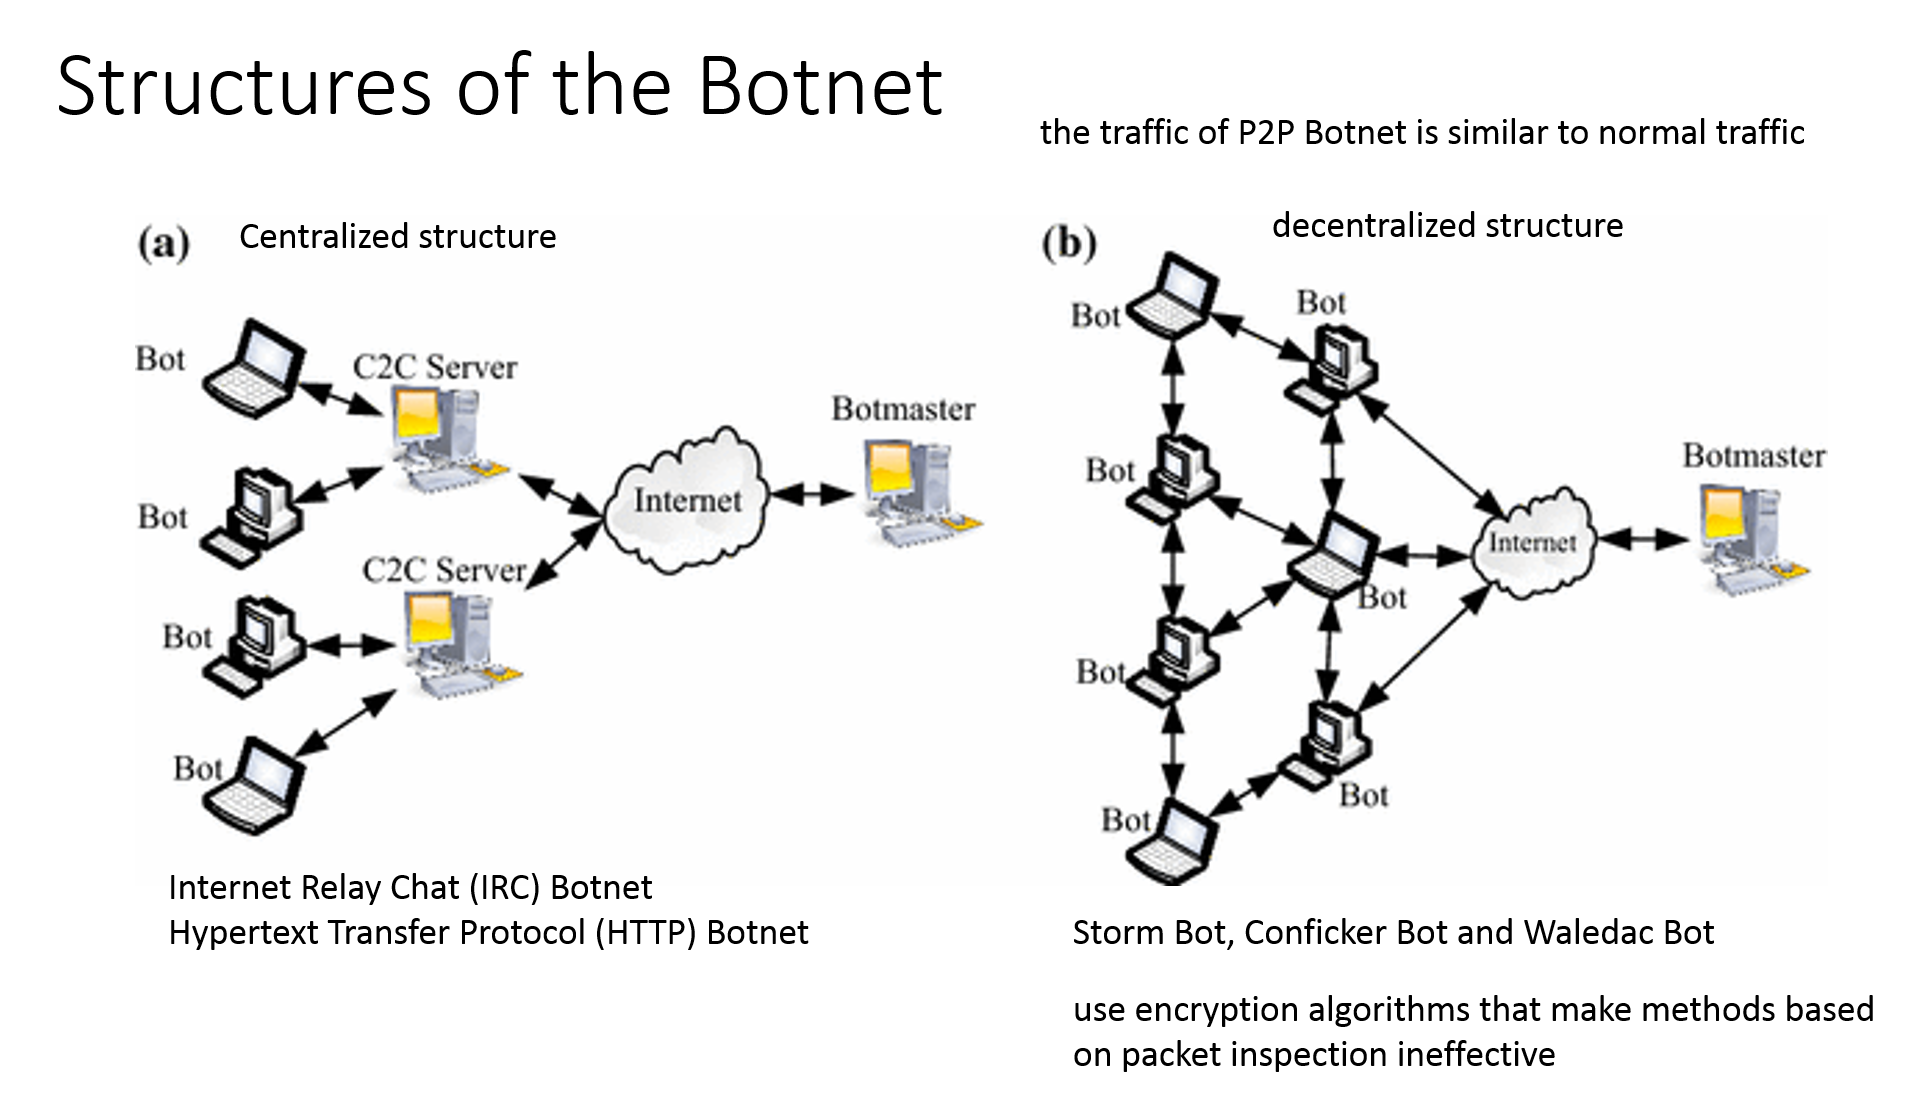 Structures of the Botnet
the traffic of P2P Botnet is similar to normal traffic
(a) Centralized structure
Bot
C2C Server
Bot
C2C Server
Bot
Bot
Internet
Botmaster
Internet Relay Chat (IRC) Botnet
Hypertext Transfer Protocol (HTTP) Botnet
(b) decentralized structure
Bot
Bot
Bot
Bot
Bot
Bot
Bot
Internet
Botmaster
Storm Bot, Conficker Bot and Waledac Bot
use encryption algorithms that make methods based
on packet inspection ineffective